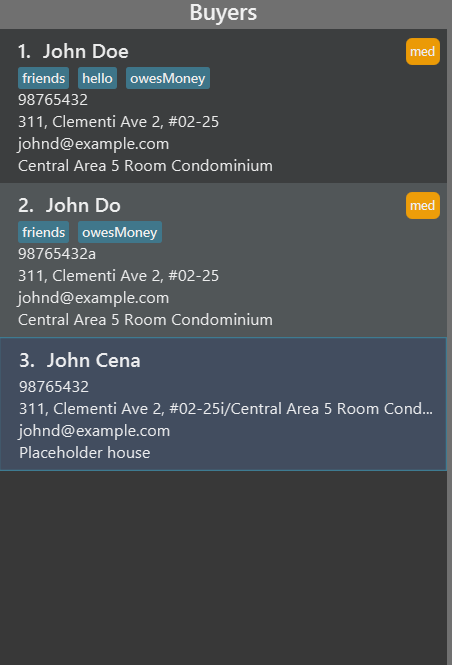 Buyers
1. John Doe med
friends hello owesMoney
98765432
311, Clementi Ave 2, #02-25
johnd@example.com
Central Area 5 Room Condominium
2. John Do med
friends owesMoney
98765432a
311, Clementi Ave 2, #02-25
johnd@example.com
Central Area 5 Room Condominium
3. John Cena
98765432
311, Clementi Ave 2, #02-25i/Central Area 5 Room Cond...
johnd@example.com
Placeholder house